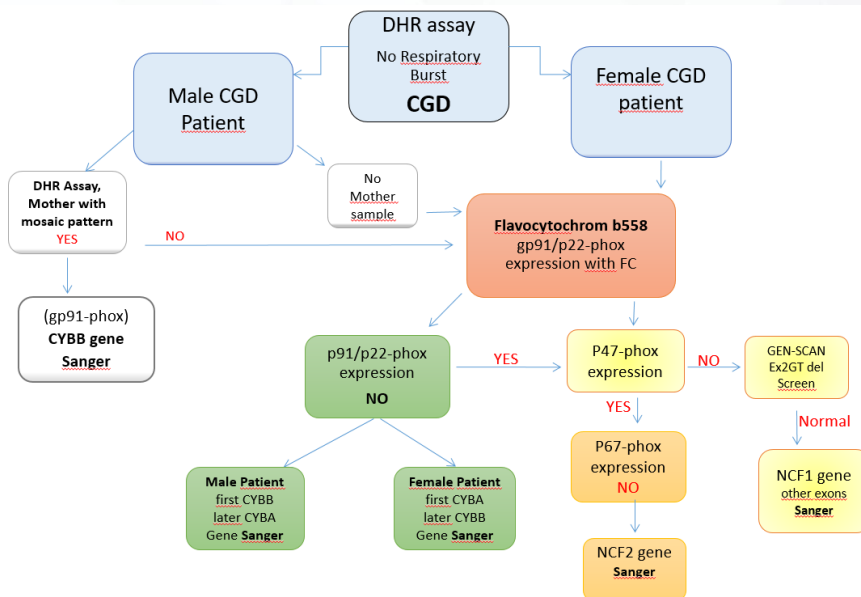 DHR assay
No Respiratory
Burst
CGD
Male CGD
Patient
Female CGD
patient
DHR Assay,
Mother with
mosaic pattern
YES
No
Mother
sample
NO
Flavocytochrom b558
gp91/p22-phox
expression with FC
(gp91-phox)
CYBB gene
Sanger
p91/p22-phox
expression
NO
YES
P47-phox
expression
NO
GEN-SCAN
Ex2GT del
Screen
YES
Normal
P67-phox
expression
NO
NCF1 gene
other exons
Sanger
Male Patient
first CYBB
later CYBA
Gene Sanger
Female Patient
first CYBA
later CYBB
Gene Sanger
NCF2 gene
Sanger